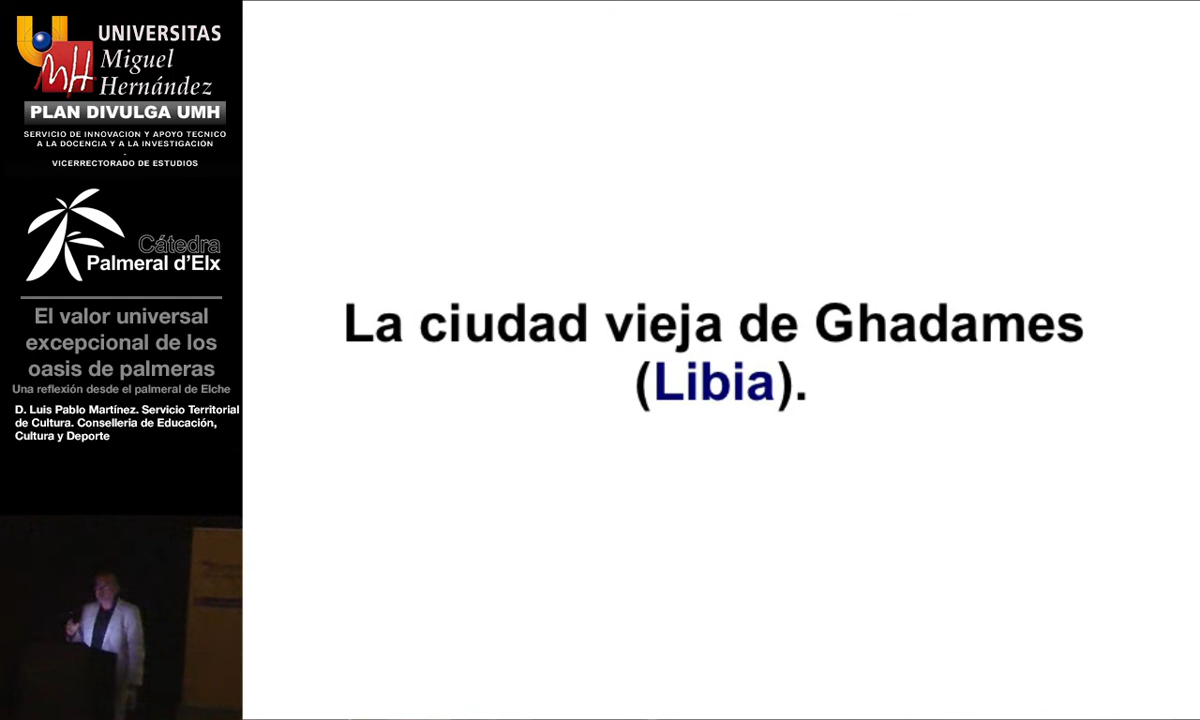 UNIVERSITAS
Miguel
Hernández
PLAN DIVULGA UMH
SERVICIO DE INNOVACION Y APOYO TECNICO
A LA DOCENCIA Y A LA INVESTIGACION
VICERRECTORADO DE ESTUDIOS
Cátedra
Palmeral d'Elx
El valor universal
excepcional de los
oasis de palmeras
Una reflexión desde el palmeral de Elche
D. Luis Pablo Martínez. Servicio Territorial
de Cultura. Conselleria de Educación,
Cultura y Deporte
La ciudad vieja de Ghadames
(Libia).